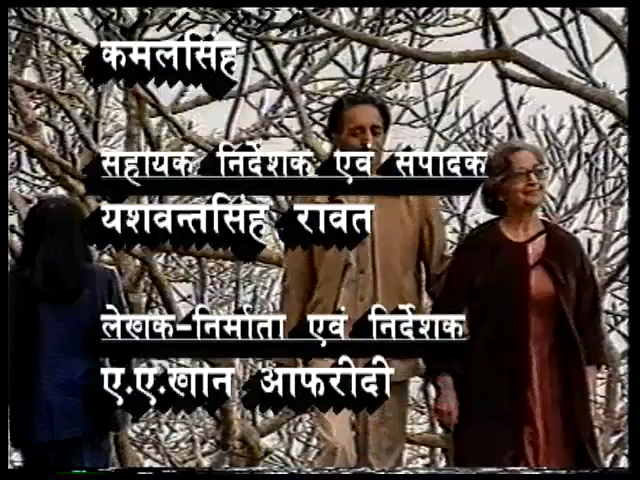 कमलसिंह
सहायक निर्देशक एवं संपादक
यशवन्तसिंह रावत
लेखक-निर्माता एवं निर्देशक
ए.ए.खान आफरीदी